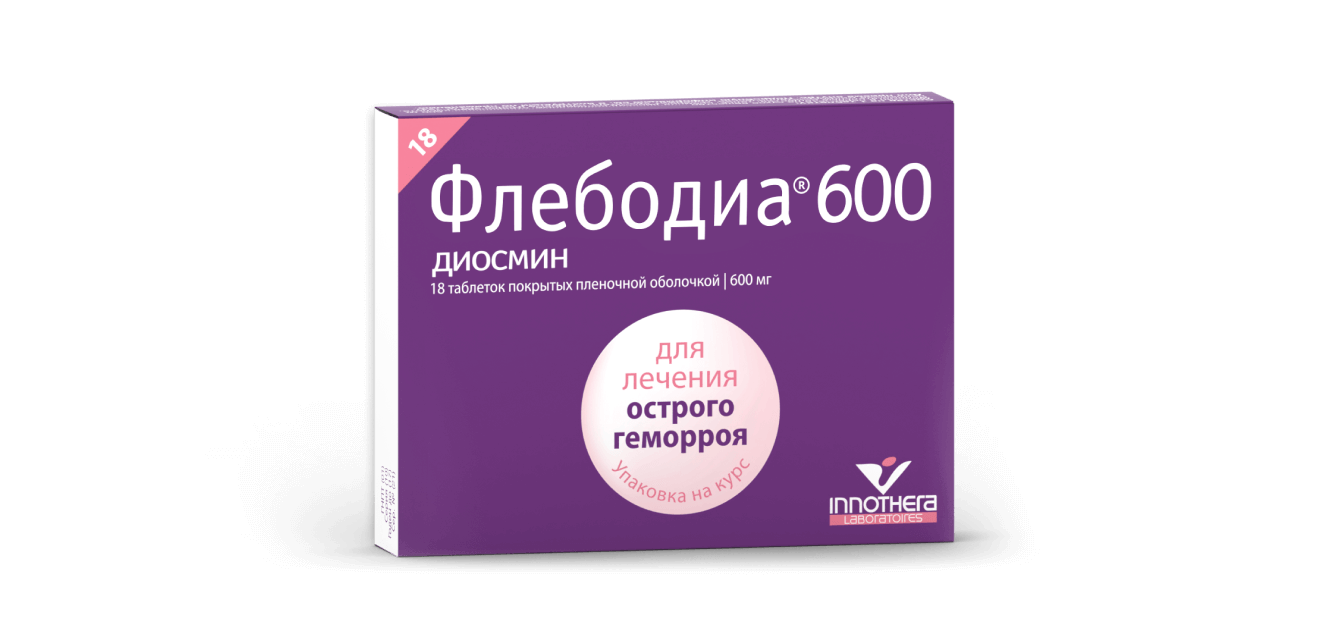 18
Флебодиа® 600
диосмин
18 таблеток покрытых пленочной оболочкой | 600 мг
для
лечения
острого
геморроя
Упаковка на курс
INNOTHERA
LABORATOIRES